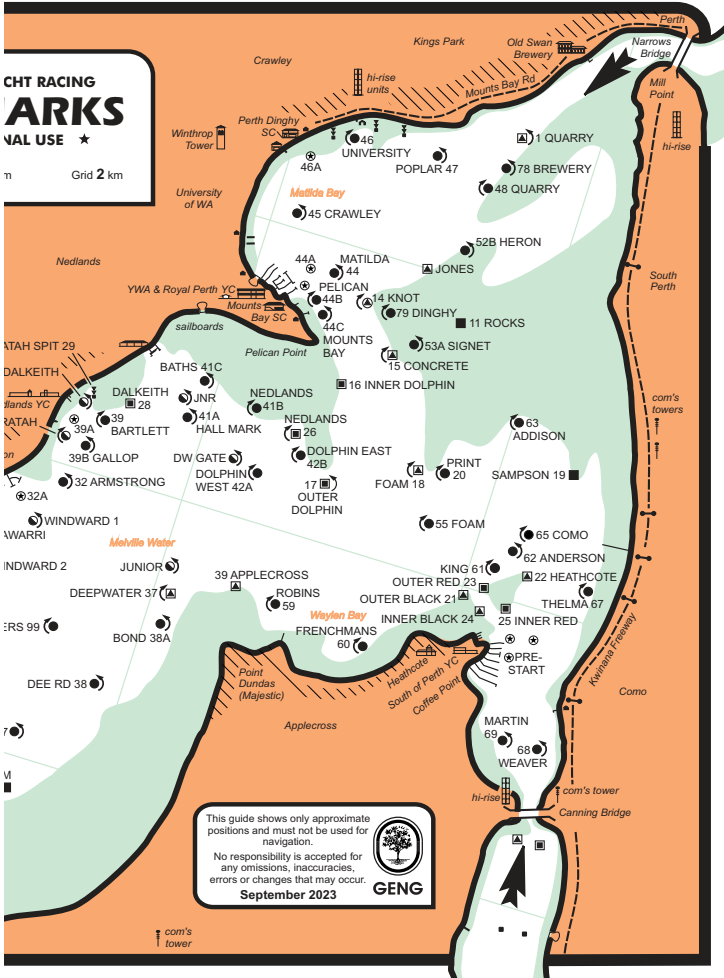 Perth
Kings Park
Old Swan
Brewery
Narrows
Bridge
Crawley
hi-rise
units
Mounts Bay Rd
Mill
Point
CHT RACING
ARKS
NAL USE ★
m
Grid 2 km
Winthrop
Tower
Perth Dinghy
SC
46
UNIVERSITY
46A
POPLAR 47
1 QUARRY
78 BREWERY
48 QUARRY
hi-rise
University
of WA
Matilda Bay
45 CRAWLEY
52B HERON
Nedlands
44A
MATILDA
44
JONES
South
Perth
YWA & Royal Perth YC
PELICAN
44B
14 KNOT
Mounts
Bay SC
44C
MOUNTS
BAY
79 DINGHY
11 ROCKS
sailboards
Pelican Point
53A SIGNET
15 CONCRETE
ATAH SPIT 29
DALKEITH
BATHS 41C
16 INNER DOLPHIN
dlands YC
DALKEITH
28
JNR
NEDLANDS
41B
com's
towers
RATAH
39A
39
BARTLETT
41A
HALL MARK
NEDLANDS
26
63
ADDISON
on
39B GALLOP
DW GATE
DOLPHIN EAST
42B
32 ARMSTRONG
DOLPHIN
WEST 42A
17
OUTER
DOLPHIN
FOAM 18
PRINT
20
SAMPSON 19
32A
AWARRI
WINDWARD 1
55 FOAM
65 COMO
Melville Water
62 ANDERSON
INDWARD 2
JUNIOR
39 APPLECROSS
KING 61
22 HEATHCOTE
DEEPWATER 37
ROBINS
59
OUTER RED 23
OUTER BLACK 21
THELMA 67
Waylen Bay
INNER BLACK 24
25 INNER RED
ERS 99
BOND 38A
FRENCHMANS
60
PRE-
START
Kwinana Freeway
Heathcote
South of Perth YC
Coffee Point
DEE RD 38
Point
Dundas
(Majestic)
Como
Applecross
7
MARTIN
69
68
WEAVER
M
hi-rise
com's tower
Canning Bridge
This guide shows only approximate
positions and must not be used for
navigation.
No responsibility is accepted for
any omissions, inaccuracies,
errors or changes that may occur.
September 2023
GENG
com's
tower